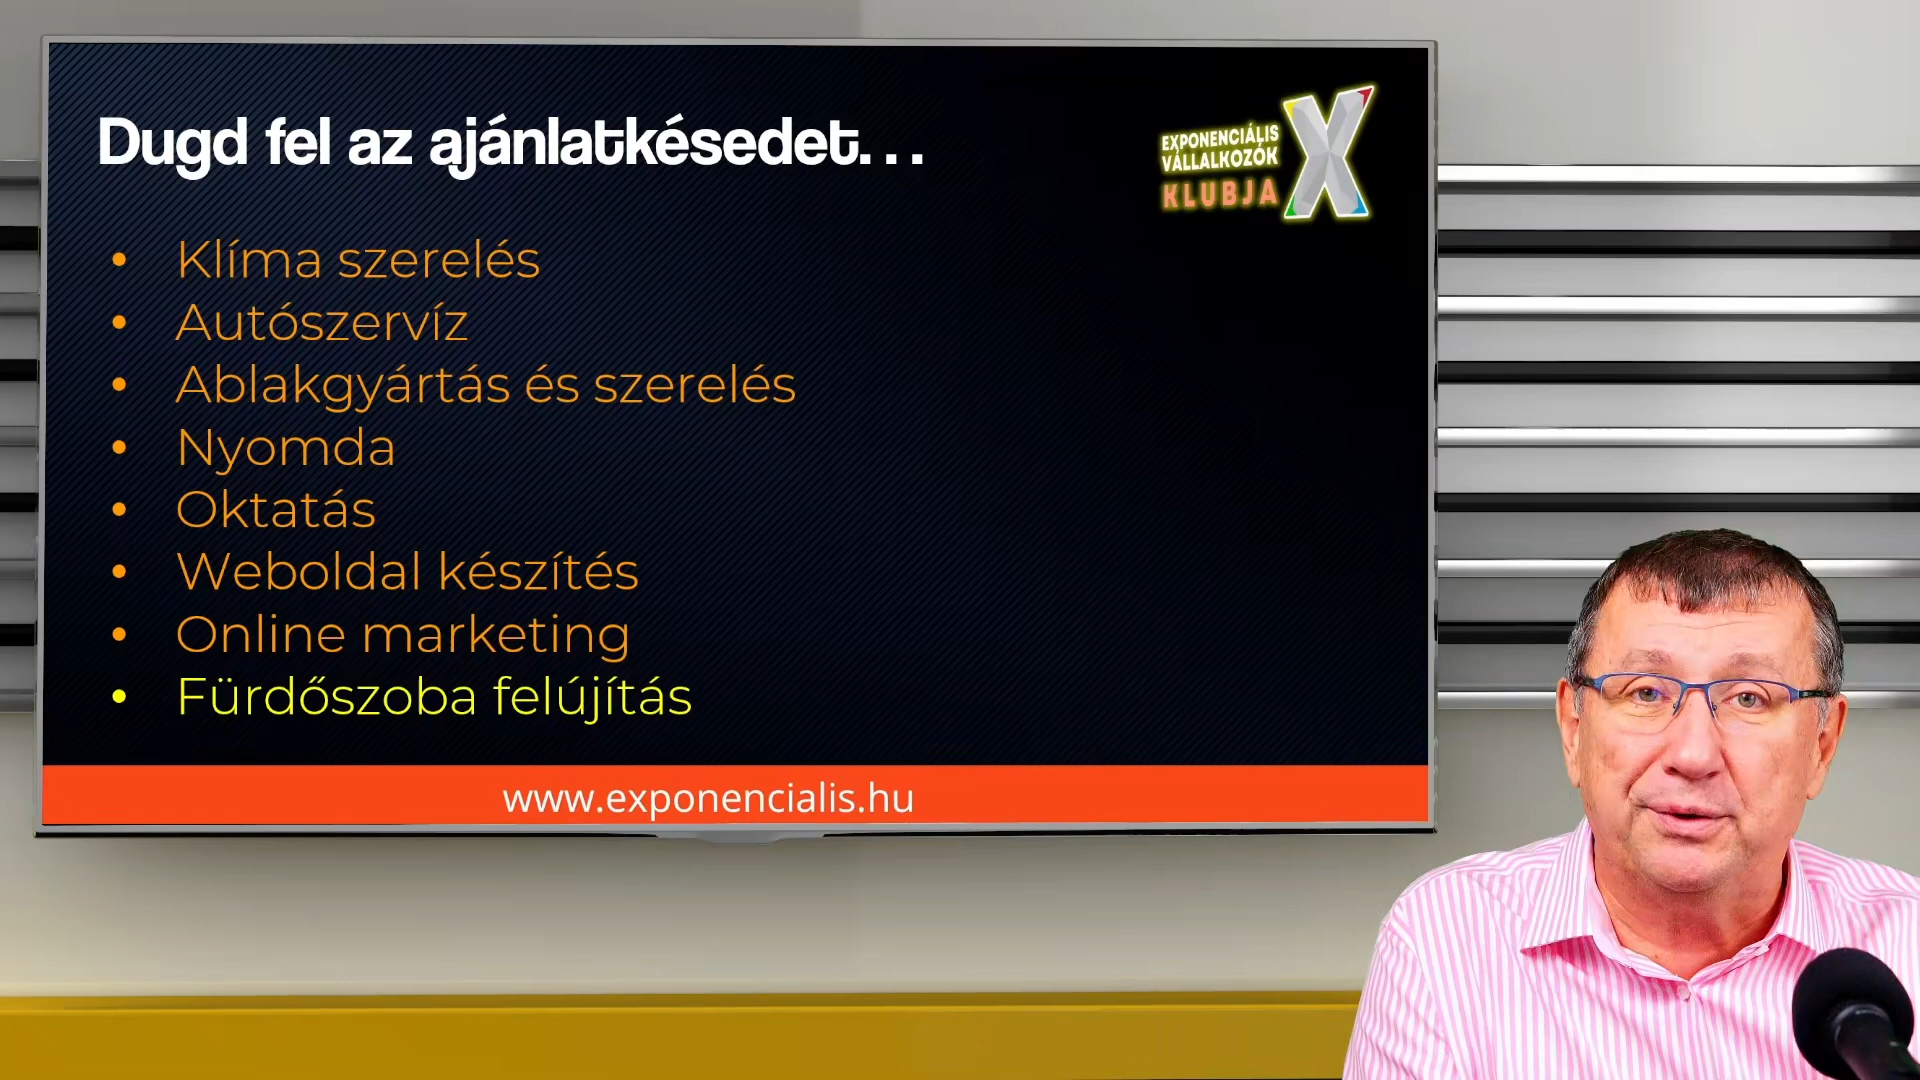 Dugd fel az ajánlatkésedet...
EXPONENCIÁLIS
VÁLLALKOZÓK
KLUBJA
X
• Klíma szerelés
• Autószervíz
• Ablakgyártás és szerelés
• Nyomda
• Oktatás
• Weboldal készítés
• Online marketing
• Fürdőszoba felújítás
www.exponencialis.hu